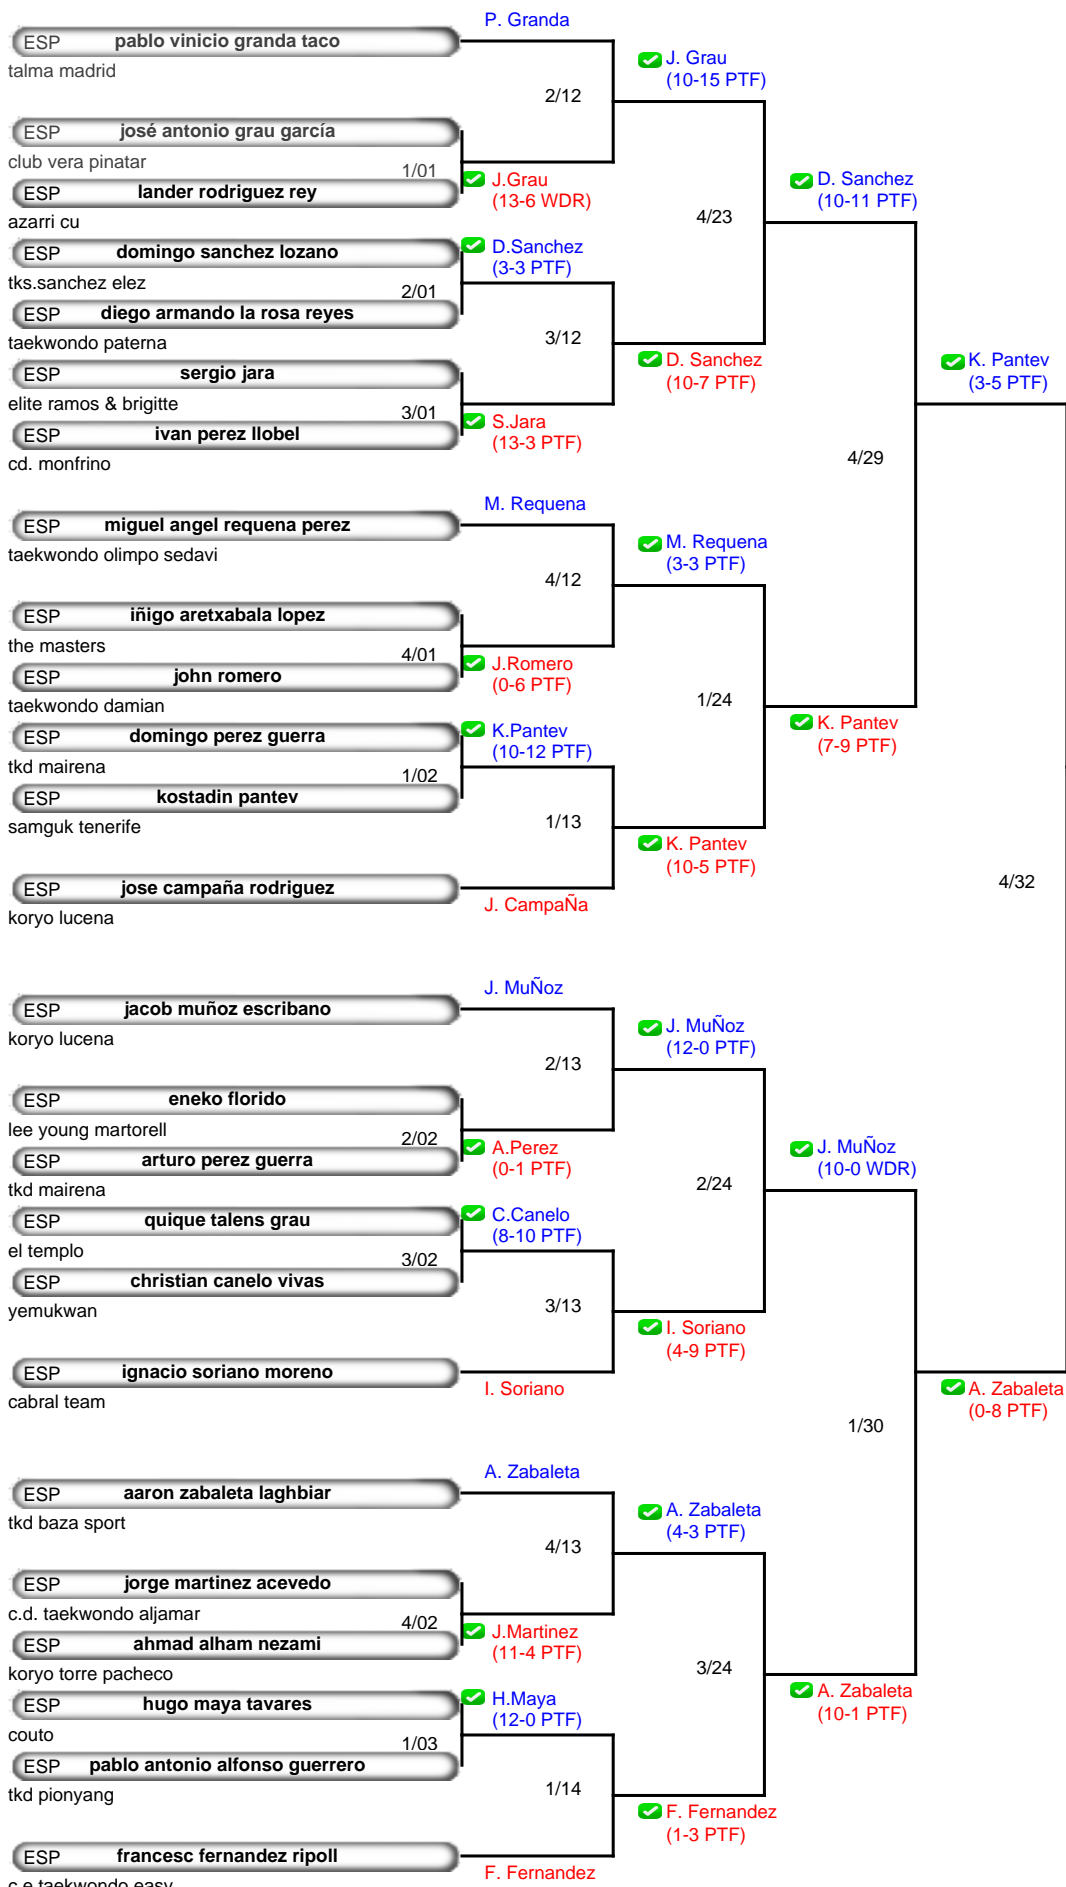 P. Granda
ESP pablo vinicio granda taco
talma madrid
J. Grau
(10-15 PTF)
2/12
ESP josé antonio grau garcía
club vera pinatar
1/01
J.Grau
(13-6 WDR)
ESP lander rodriguez rey
azarri cu
D. Sanchez
(10-11 PTF)
4/23
ESP domingo sanchez lozano
D.Sanchez
(3-3 PTF)
tks.sanchez elez
2/01
ESP diego armando la rosa reyes
taekwondo paterna
3/12
D. Sanchez
(10-7 PTF)
K. Pantev
(3-5 PTF)
ESP sergio jara
elite ramos & brigitte
3/01
S.Jara
(13-3 PTF)
ESP ivan perez llobel
cd. monfrino
4/29
M. Requena
ESP miguel angel requena perez
taekwondo olimpo sedavi
M. Requena
(3-3 PTF)
4/12
ESP iñigo aretxabala lopez
the masters
4/01
J.Romero
(0-6 PTF)
ESP john romero
taekwondo damian
1/24
K. Pantev
(7-9 PTF)
ESP domingo perez guerra
K.Pantev
(10-12 PTF)
tkd mairena
1/02
ESP kostadin pantev
samguk tenerife
1/13
K. Pantev
(10-5 PTF)
ESP jose campaña rodriguez
J. CampaÑa
koryo lucena
4/32
J. MuÑoz
ESP jacob muñoz escribano
koryo lucena
J. MuÑoz
(12-0 PTF)
2/13
ESP eneko florido
lee young martorell
2/02
A.Perez
(0-1 PTF)
ESP arturo perez guerra
tkd mairena
J. MuÑoz
(10-0 WDR)
2/24
ESP quique talens grau
C.Canelo
(8-10 PTF)
el templo
3/02
ESP christian canelo vivas
yemukwan
3/13
I. Soriano
(4-9 PTF)
ESP ignacio soriano moreno
I. Soriano
cabral team
A. Zabaleta
(0-8 PTF)
1/30
A. Zabaleta
ESP aaron zabaleta laghbiar
tkd baza sport
A. Zabaleta
(4-3 PTF)
4/13
ESP jorge martinez acevedo
c.d. taekwondo aljamar
4/02
J.Martinez
(11-4 PTF)
ESP ahmad alham nezami
koryo torre pacheco
3/24
A. Zabaleta
(10-1 PTF)
ESP hugo maya tavares
H.Maya
(12-0 PTF)
couto
1/03
ESP pablo antonio alfonso guerrero
tkd pionyang
1/14
F. Fernandez
(1-3 PTF)
ESP francesc fernandez ripoll
F. Fernandez
c.e taekwondo easy